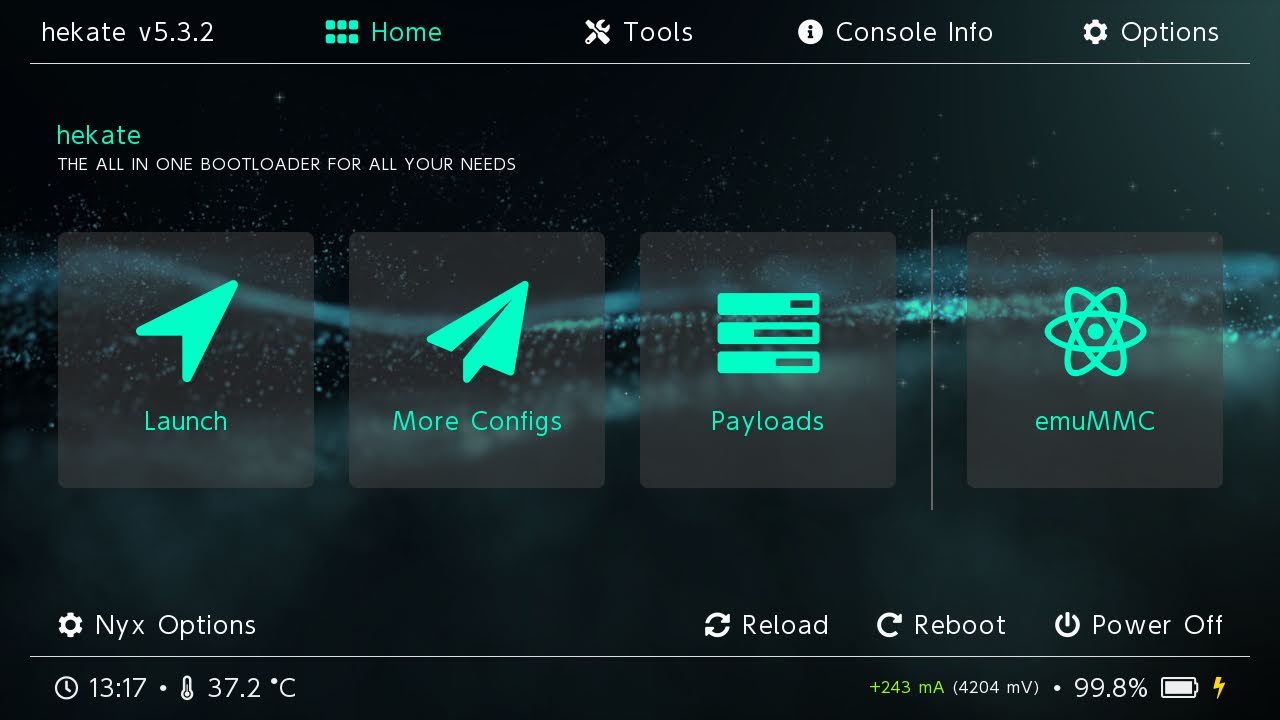 hekate v5.3.2 Home Tools Console Info Options
hekate
THE ALL IN ONE BOOTLOADER FOR ALL YOUR NEEDS
Launch More Configs Payloads emuMMC
Nyx Options Reload Reboot Power Off
13:17 • 37.2 °C +243 mA (4204 mV) • 99.8%